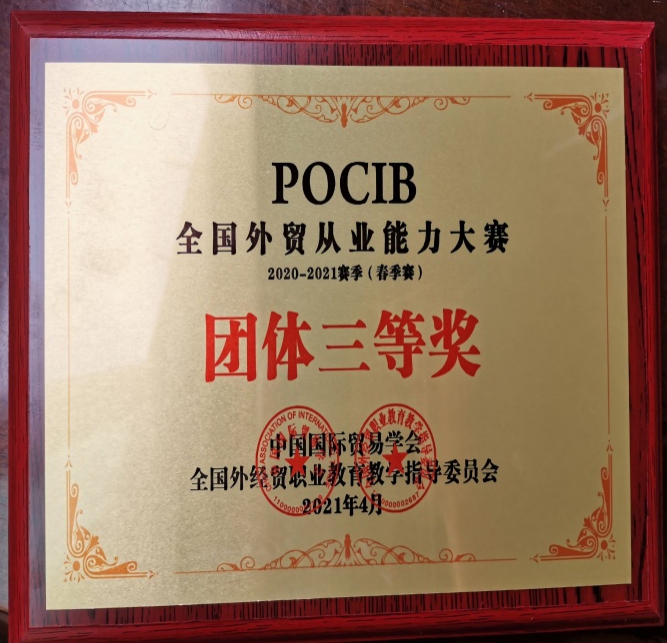 POCIB
全国外贸从业能力大赛
2020-2021赛季（春季赛）
团体三等奖
中国国际贸易学会
全国外经贸职业教育教学指导委员会
2021年4月